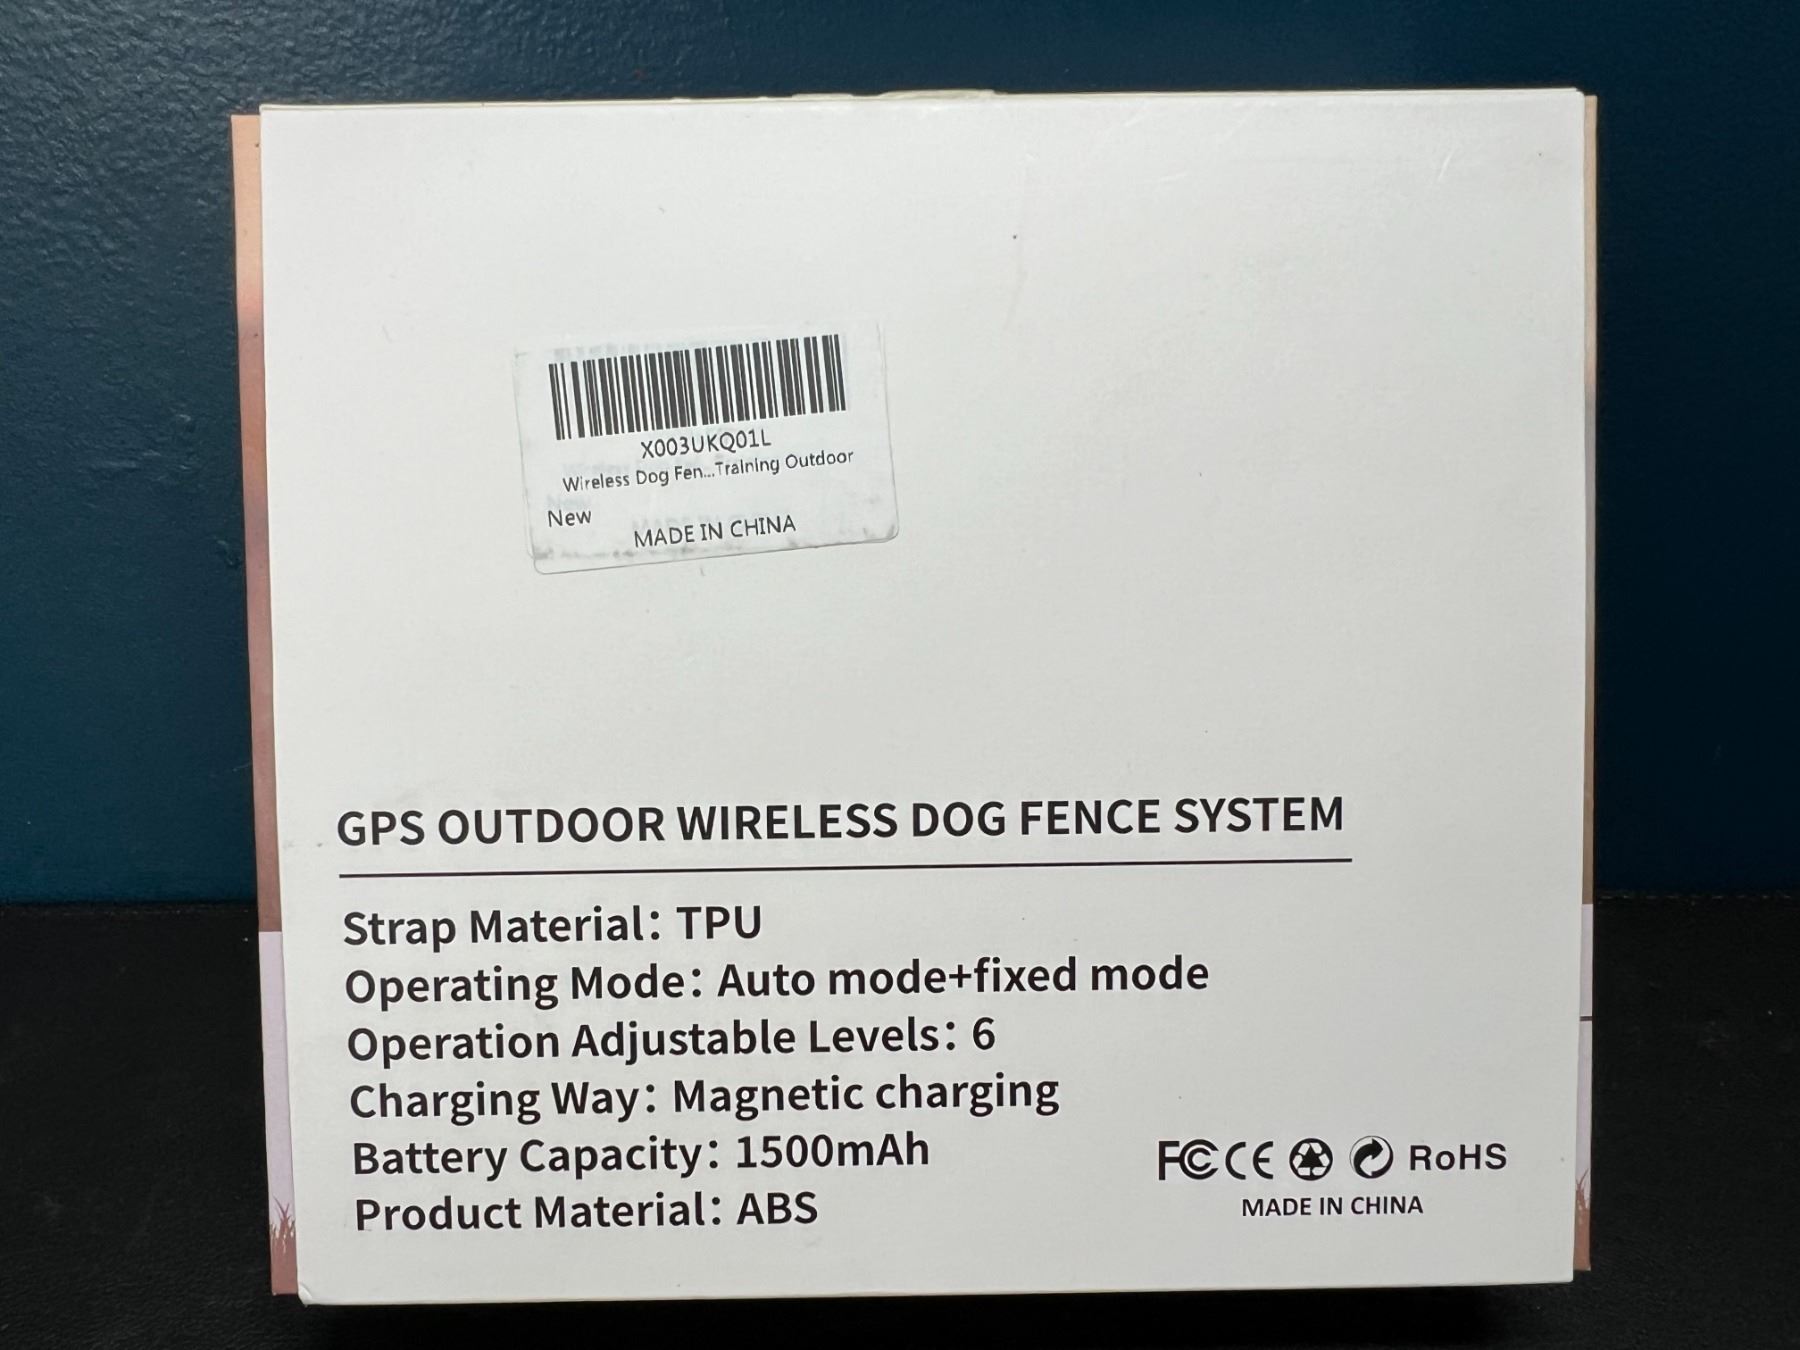 X003UKQ01L
Wireless Dog Fen...Training Outdoor
New
MADE IN CHINA
GPS OUTDOOR WIRELESS DOG FENCE SYSTEM
Strap Material: TPU
Operating Mode: Auto mode+fixed mode
Operation Adjustable Levels: 6
Charging Way: Magnetic charging
Battery Capacity: 1500mAh
Product Material: ABS
FC CE RoHS
MADE IN CHINA